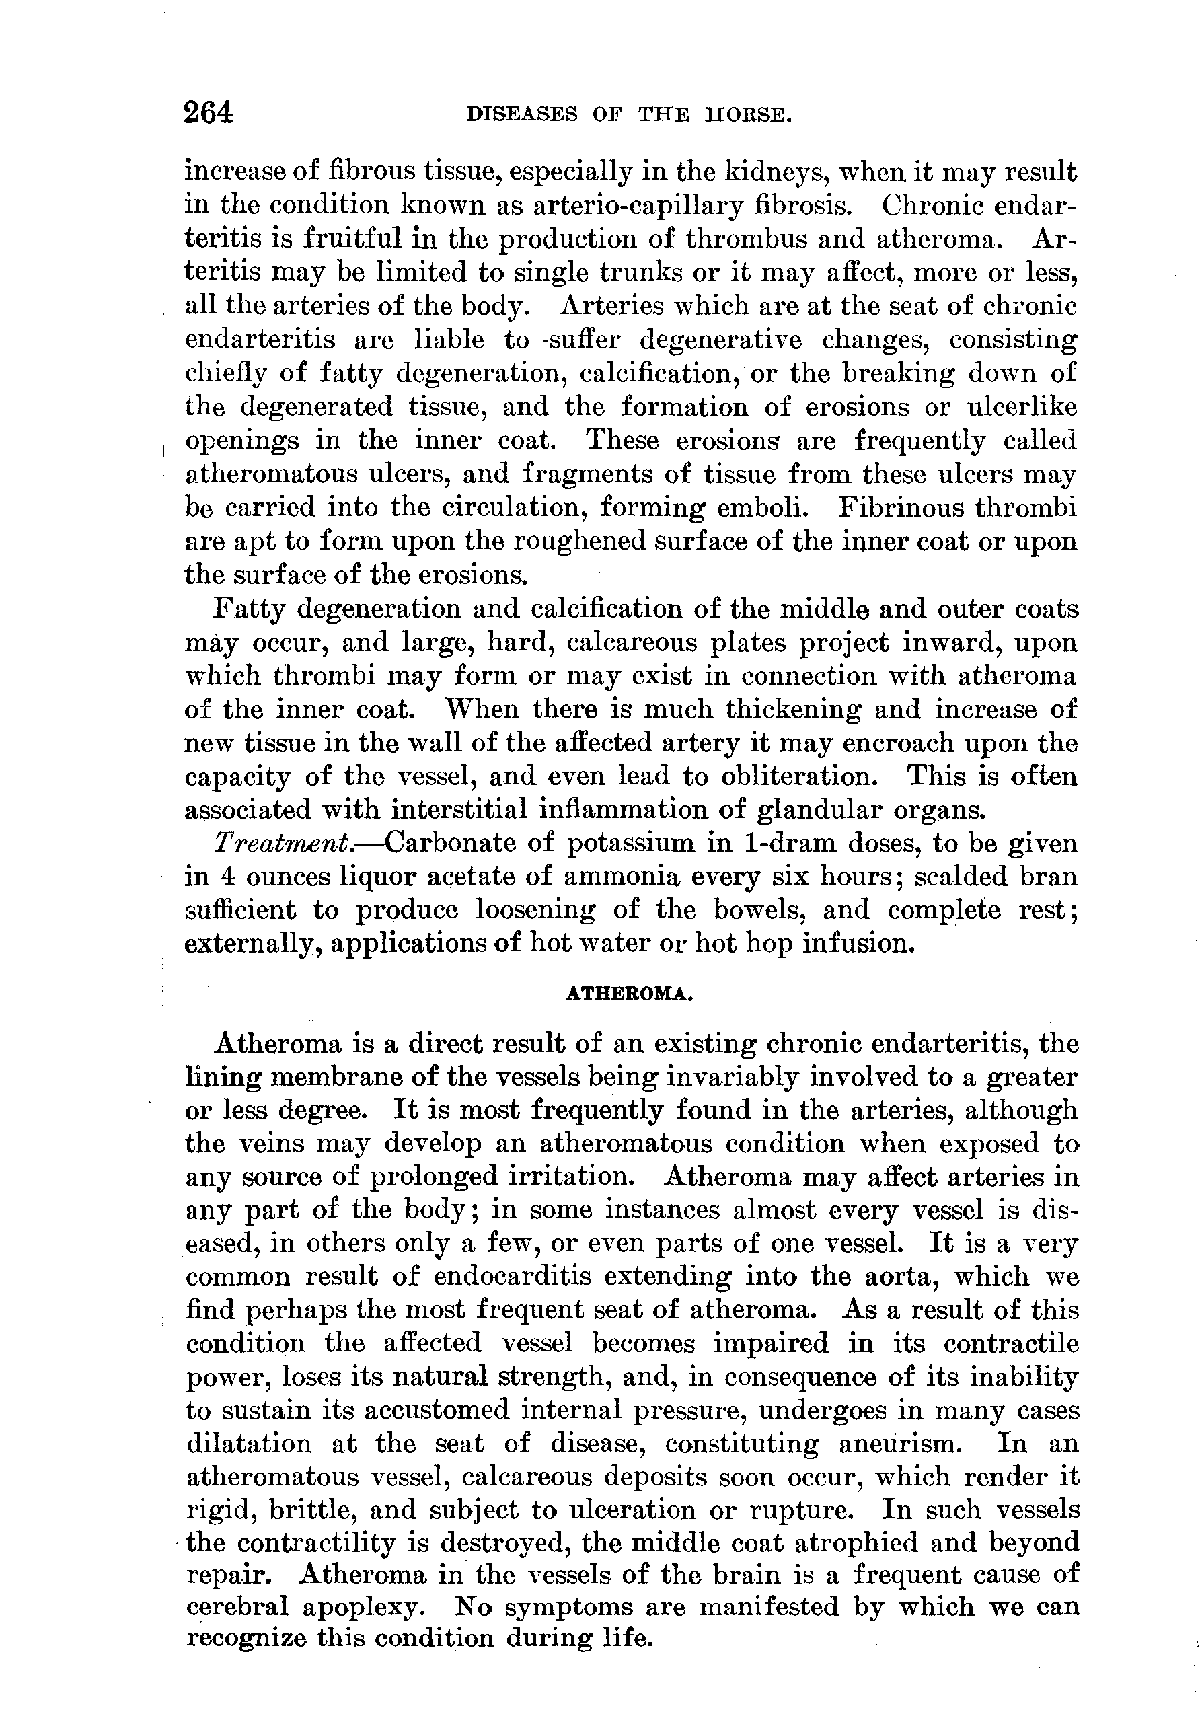 264 DISEASES OF THE HORSE.
increase of fibrous tissue, especially in the kidneys, when it may result
in the condition known as arterio-capillary fibrosis. Chronic endar-
teritis is fruitful in the production of thrombus and atheroma. Ar-
teritis may be limited to single trunks or it may affect, more or less,
all the arteries of the body. Arteries which are at the seat of chronic
endarteritis are liable to suffer degenerative changes, consisting
chiefly of fatty degeneration, calcification, or the breaking down of
the degenerated tissue, and the formation of erosions or ulcerlike
openings in the inner coat. These erosions are frequently called
atheromatous ulcers, and fragments of tissue from these ulcers may
be carried into the circulation, forming emboli. Fibrinous thrombi
are apt to form upon the roughened surface of the inner coat or upon
the surface of the erosions.
Fatty degeneration and calcification of the middle and outer coats
may occur, and large, hard, calcareous plates project inward, upon
which thrombi may form or may exist in connection with atheroma
of the inner coat. When there is much thickening and increase of
new tissue in the wall of the affected artery it may encroach upon the
capacity of the vessel, and even lead to obliteration. This is often
associated with interstitial inflammation of glandular organs.
Treatment.—Carbonate of potassium in 1-dram doses, to be given
in 4 ounces liquor acetate of ammonia every six hours; scalded bran
sufficient to produce loosening of the bowels, and complete rest;
externally, applications of hot water or hot hop infusion.
ATHEROMA.
Atheroma is a direct result of an existing chronic endarteritis, the
lining membrane of the vessels being invariably involved to a greater
or less degree. It is most frequently found in the arteries, although
the veins may develop an atheromatous condition when exposed to
any source of prolonged irritation. Atheroma may affect arteries in
any part of the body; in some instances almost every vessel is dis-
eased, in others only a few, or even parts of one vessel. It is a very
common result of endocarditis extending into the aorta, which we
find perhaps the most frequent seat of atheroma. As a result of this
condition the affected vessel becomes impaired in its contractile
power, loses its natural strength, and, in consequence of its inability
to sustain its accustomed internal pressure, undergoes in many cases
dilatation at the seat of disease, constituting aneurism. In an
atheromatous vessel, calcareous deposits soon occur, which render it
rigid, brittle, and subject to ulceration or rupture. In such vessels
the contractility is destroyed, the middle coat atrophied and beyond
repair. Atheroma in the vessels of the brain is a frequent cause of
cerebral apoplexy. No symptoms are manifested by which we can
recognize this condition during life.